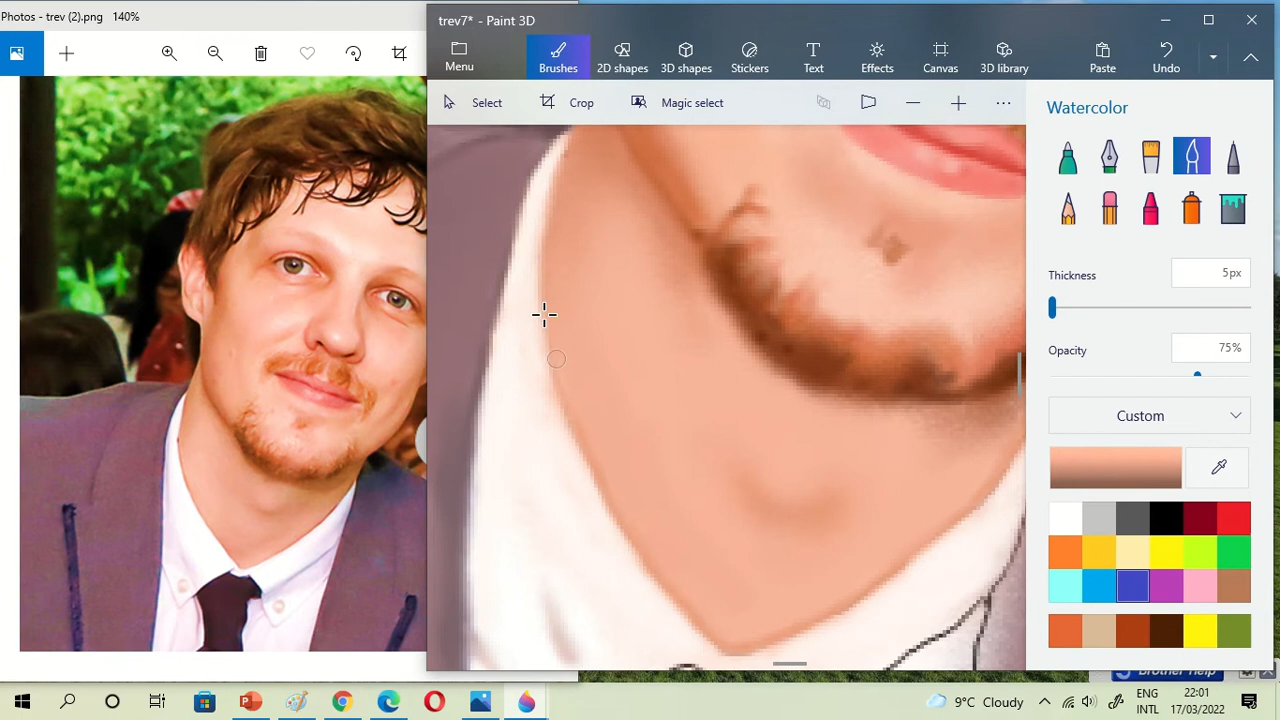 Photos - trev (2).png 140%
trev7* - Paint 3D
Menu
Brushes
2D shapes
3D shapes
Stickers
Text
Effects
Canvas
3D library
Paste
Undo
Select
Crop
Magic select
Watercolor
Thickness
5px
Opacity
75%
Custom
Brother Help
9°C Cloudy
ENG
INTL
22:01
17/03/2022